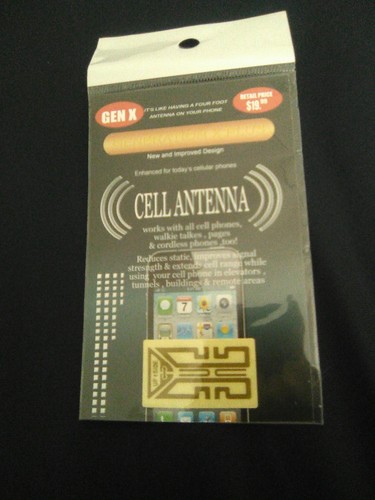 GEN X
IT'S LIKE HAVING A FOUR FOOT
ANTENNA ON YOUR PHONE
RETAIL PRICE
$19.99
New and Improved Design
Enhanced for today's cellular phones
CELL ANTENNA
works with all cell phones,
walkie talkes , pages
& cordless phones ,too!
Reduces static, improves signal
strength & extends cell range while
using your cell phone in elevators ,
tunnels , buildings & remote areas
7